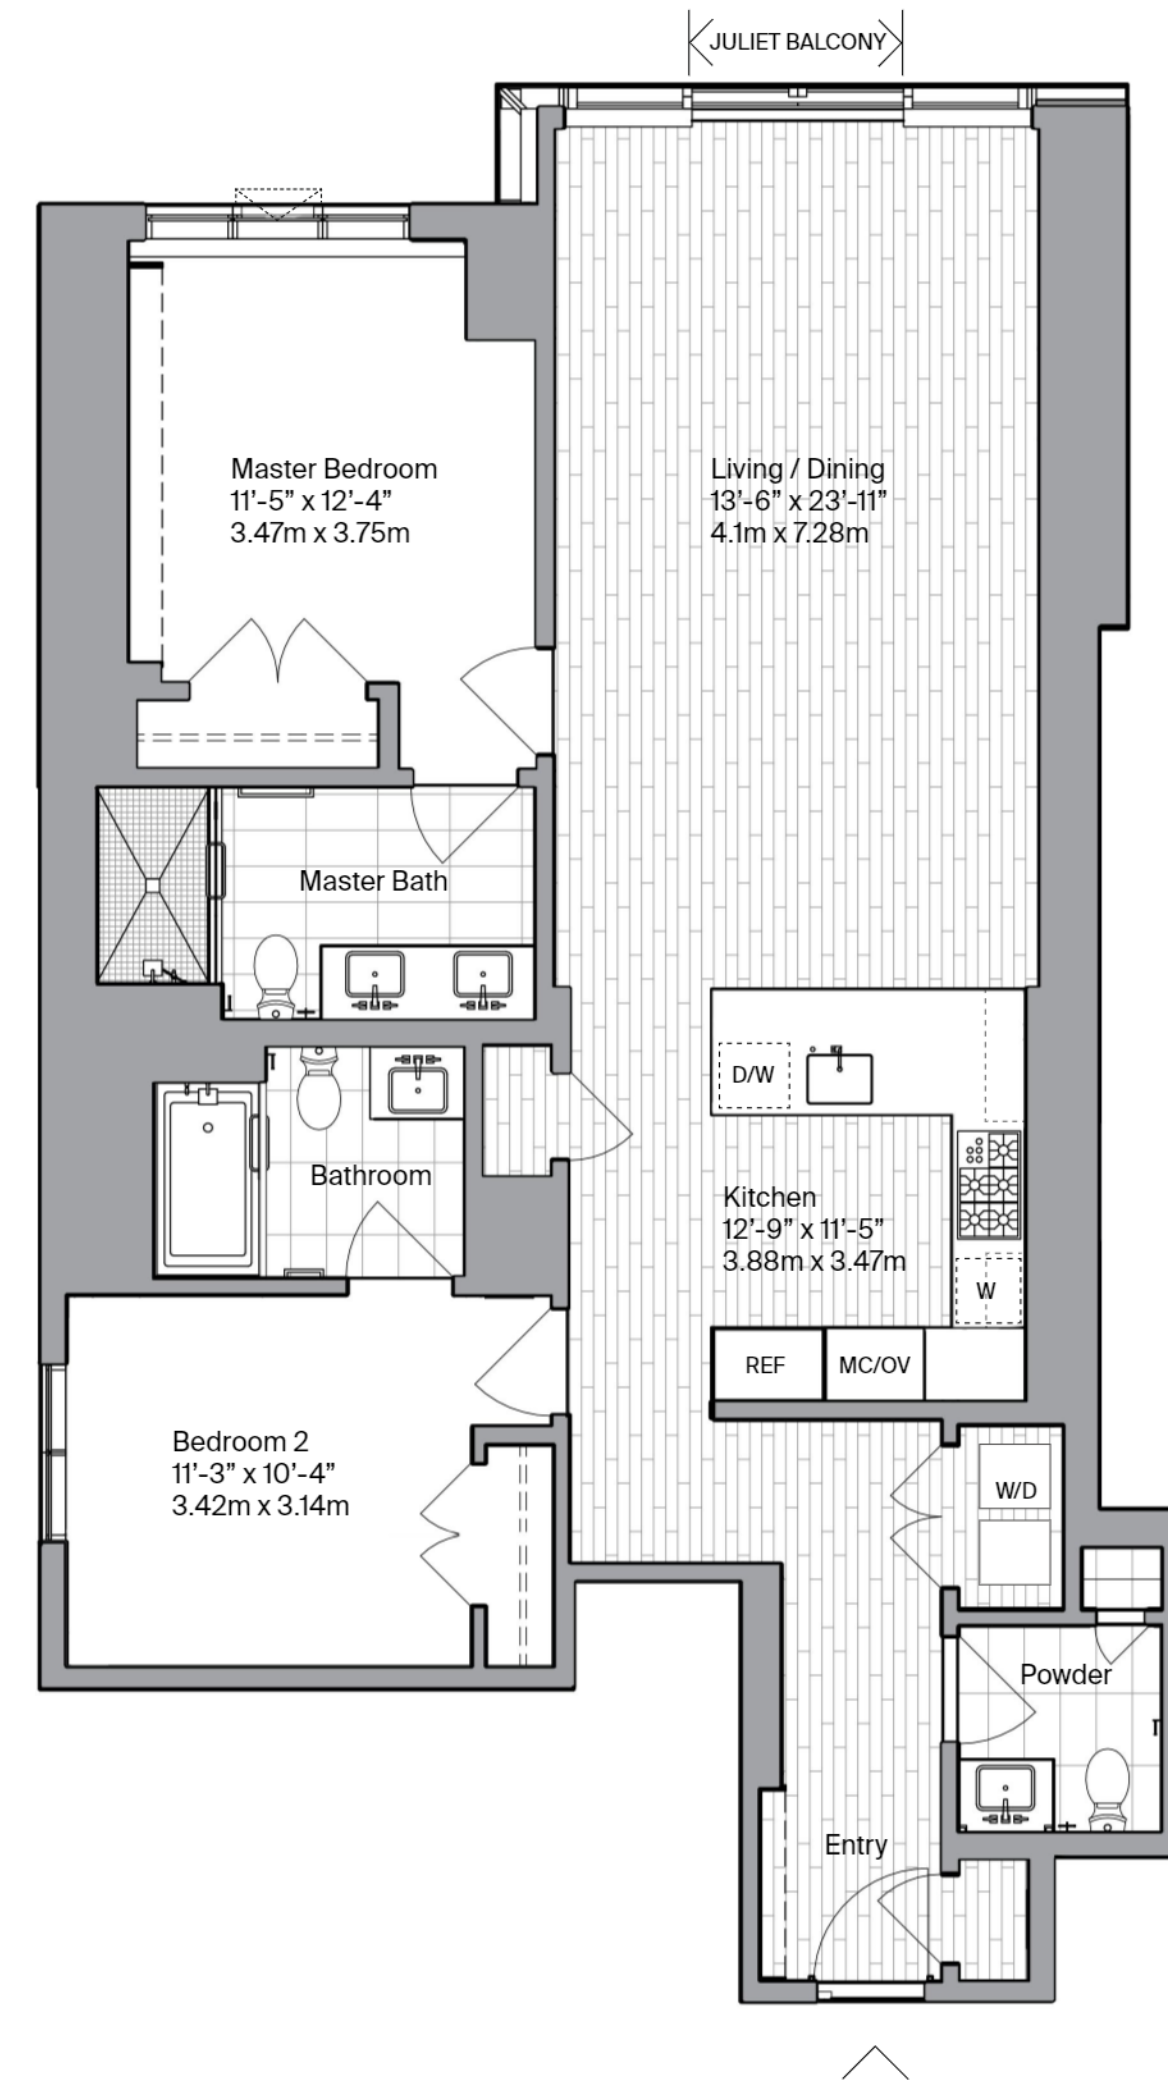 JULIET BALCONY
Master Bedroom
11’-5” x 12’-4”
3.47m x 3.75m
Living / Dining
13’-6” x 23’-11”
4.1m x 7.28m
Master Bath
D/W
Bathroom
Kitchen
12’-9” x 11’-5”
3.88m x 3.47m
W
REF
MC/OV
Bedroom 2
11’-3” x 10’-4”
3.42m x 3.14m
W/D
Powder
Entry